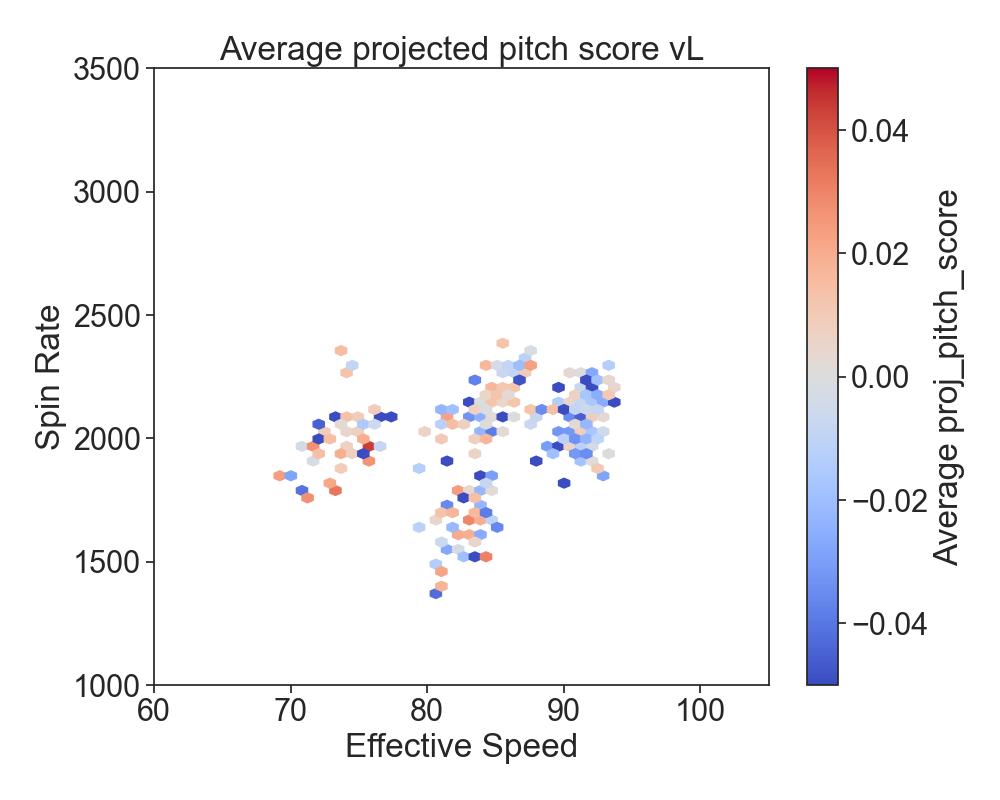 Average projected pitch score vL
3500
3000
2500
2000
1500
1000
Spin Rate
60 70 80 90 100
Effective Speed
0.04
0.02
0.00
−0.02
−0.04
Average proj_pitch_score